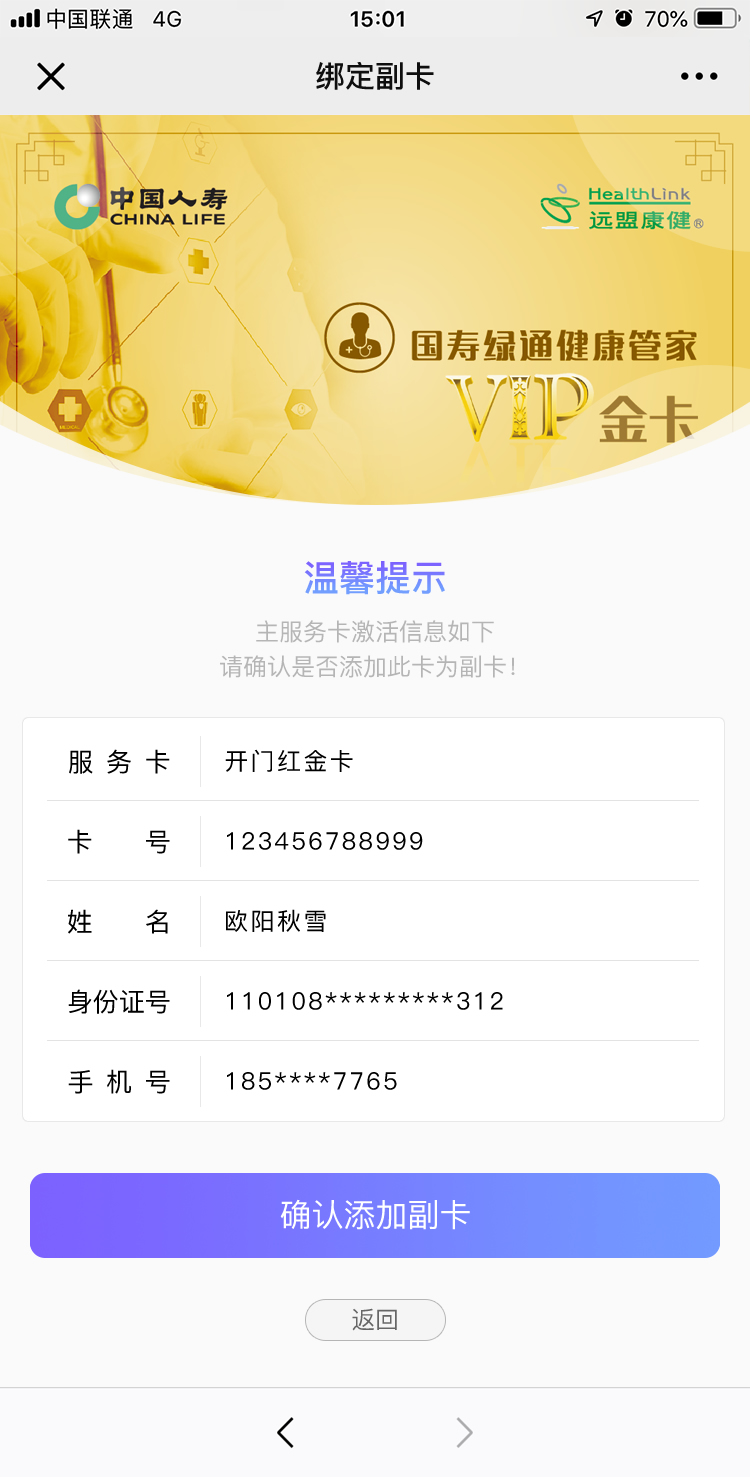 中国联通 4G 15:01 70%
绑定副卡
中国人寿
CHINA LIFE
HealthLink
远盟康健®
国寿绿通健康管家
VIP金卡
MEDICAL
温馨提示
主服务卡激活信息如下
请确认是否添加此卡为副卡！
服务卡 开门红金卡
卡号 123456788999
姓名 欧阳秋雪
身份证号 110108*********312
手机号 185****7765
确认添加副卡
返回